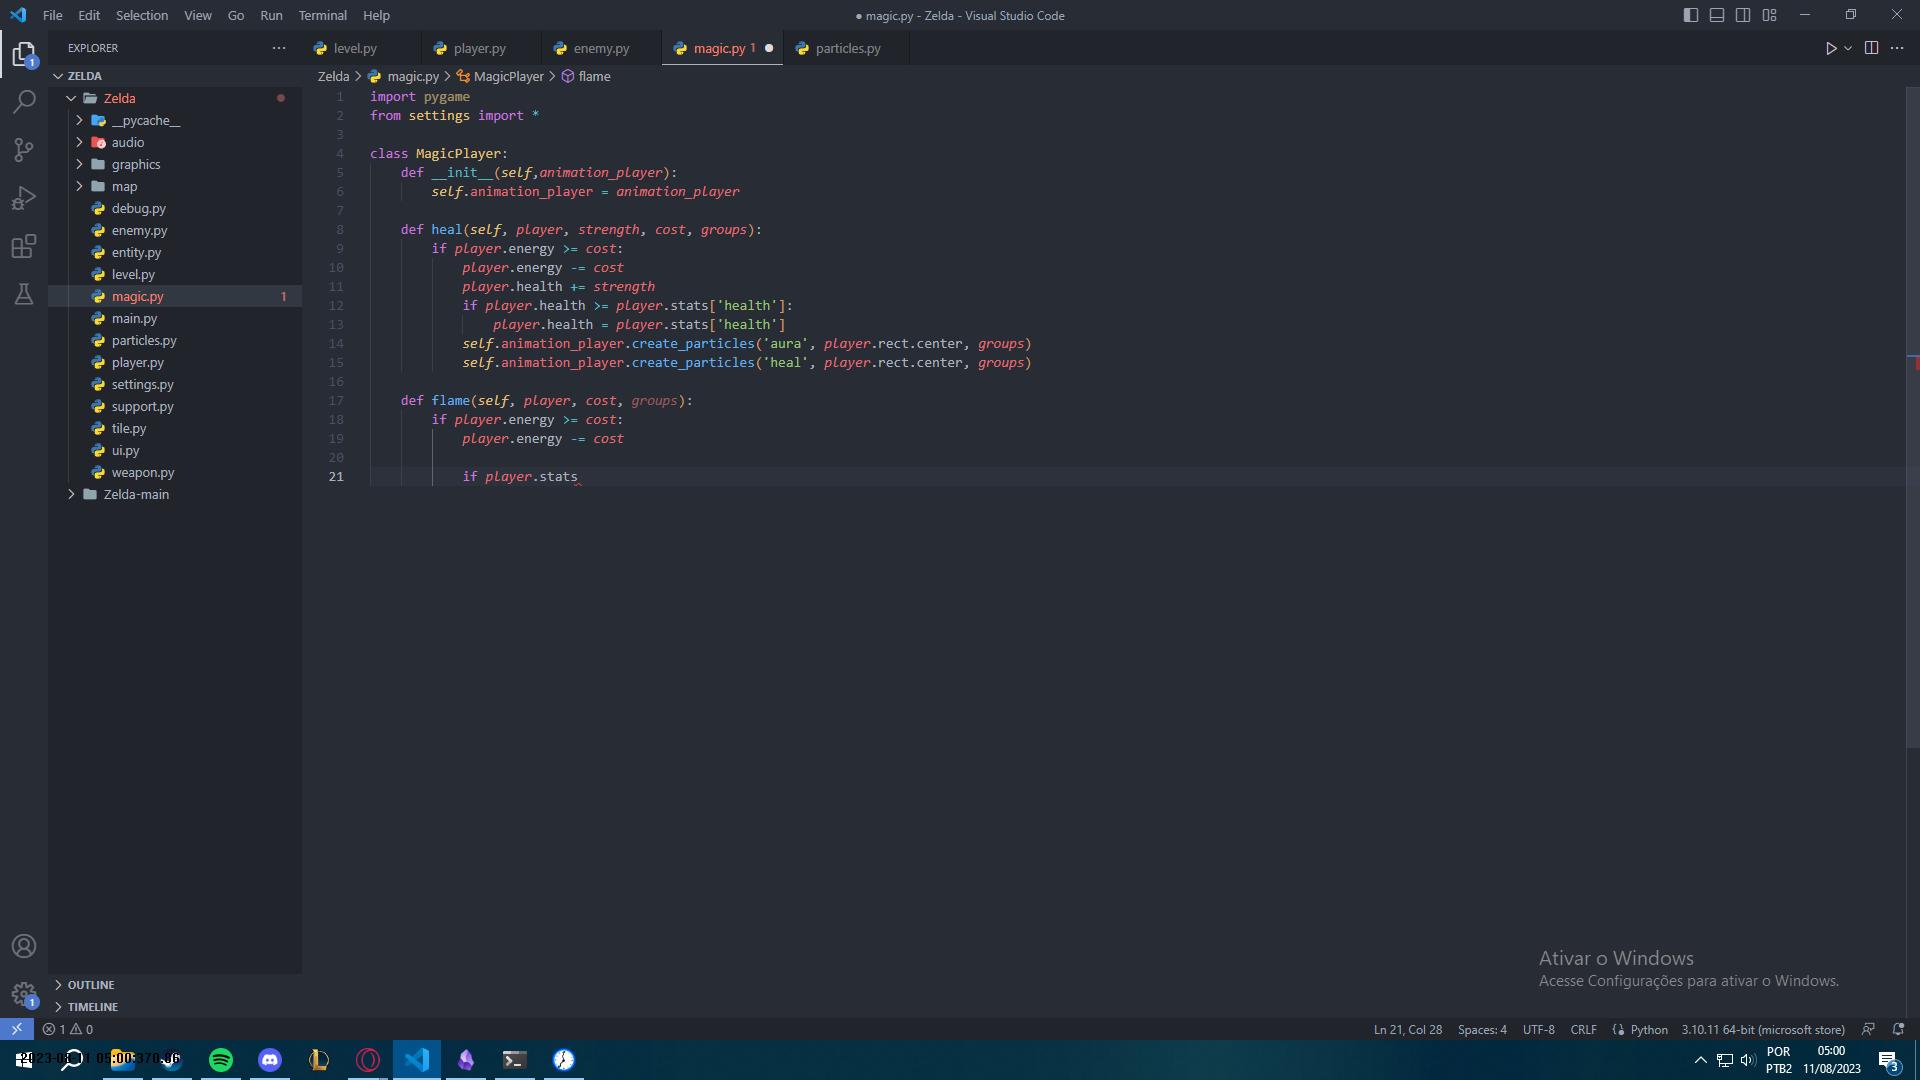 File Edit Selection View Go Run Terminal Help
● magic.py - Zelda - Visual Studio Code
EXPLORER
level.py
player.py
enemy.py
magic.py 1
particles.py
ZELDA
Zelda > magic.py > MagicPlayer > flame
Zelda
__pycache__
audio
graphics
map
debug.py
enemy.py
entity.py
level.py
magic.py 1
main.py
particles.py
player.py
settings.py
support.py
tile.py
ui.py
weapon.py
Zelda-main
1 import pygame
2 from settings import *
3
4 class MagicPlayer:
5 def __init__(self,animation_player):
6 self.animation_player = animation_player
7
8 def heal(self, player, strength, cost, groups):
9 if player.energy >= cost:
10 player.energy -= cost
11 player.health += strength
12 if player.health >= player.stats['health']:
13 player.health = player.stats['health']
14 self.animation_player.create_particles('aura', player.rect.center, groups)
15 self.animation_player.create_particles('heal', player.rect.center, groups)
16
17 def flame(self, player, cost, groups):
18 if player.energy >= cost:
19 player.energy -= cost
20
21 if player.stats
1
1
Ativar o Windows
Acesse Configurações para ativar o Windows.
OUTLINE
TIMELINE
1 0
Ln 21, Col 28 Spaces: 4 UTF-8 CRLF Python 3.10.11 64-bit (microsoft store)
POR
PTB2
05:00
11/08/2023
3